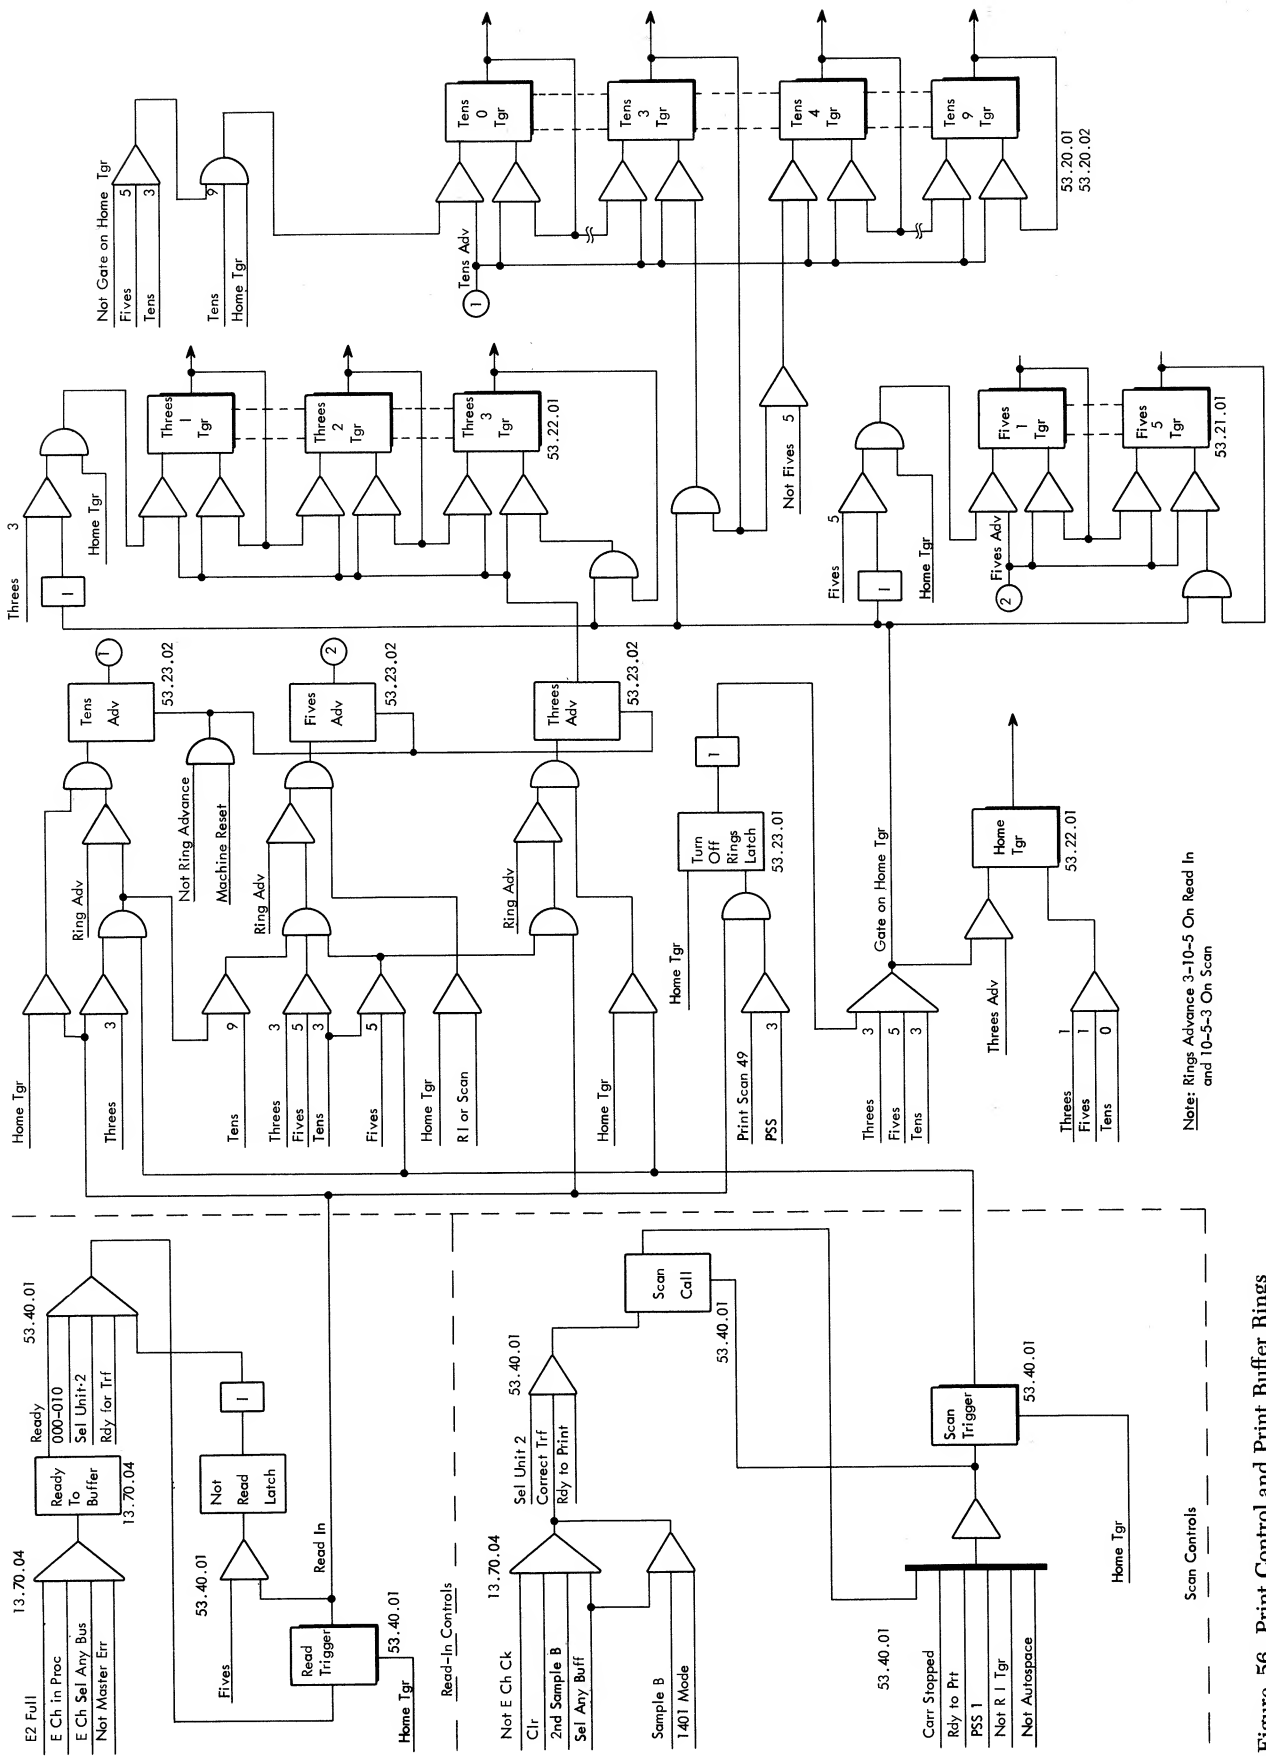 13.70.04
E2 Full
E Ch in Proc
E Ch Sel Any Bus
Not Master Err
Ready
To
Buffer
13.70.04
Ready
000-010
Sel Unit·2
Rdy for Trf
53.40.01
Fives
53.40.01
Not
Read
Latch
I
Read
Trigger
53.40.01
Home Tgr
Read In
Read-In Controls
13.70.04
Not E Ch Ck
Clr
2nd Sample B
Sel Any Buff
Sample B
1401 Mode
Sel Unit 2
Correct Trf
Rdy to Print
53.40.01
Scan
Call
53.40.01
53.40.01
Carr Stopped
Rdy to Prt
PSS 1
Not R I Tgr
Not Autospace
Scan
Trigger
53.40.01
Home Tgr
Scan Controls
Home Tgr
Threes
3
Ring Adv
Tens
Adv
1
53.23.02
Not Ring Advance
Machine Reset
Tens
9
Threes
3
Fives
5
Tens
3
Fives
5
Ring Adv
Home Tgr
R I or Scan
Fives
Adv
2
53.23.02
Home Tgr
Ring Adv
Threes
Adv
53.23.02
Print Scan 49
PSS
3
Home Tgr
Turn
Off
Rings
Latch
53.23.01
I
Threes
3
Fives
5
Tens
3
Gate on Home Tgr
Threes Adv
Threes
1
Fives
1
Tens
0
Home
Tgr
53.22.01
Note: Rings Advance 3-10-5 On Read In
and 10-5-3 On Scan
Threes
3
I
Home Tgr
Threes
1
Tgr
Threes
2
Tgr
Threes
3
Tgr
53.22.01
Not Fives
5
Fives
5
I
Home Tgr
2
Fives Adv
Fives
1
Tgr
Fives
5
Tgr
53.21.01
Not Gate on Home Tgr
Fives
5
Tens
3
Tens
9
Home Tgr
1
Tens Adv
Tens
0
Tgr
Tens
3
Tgr
Tens
4
Tgr
Tens
9
Tgr
53.20.01
53.20.02
Figure 56. Print Control and Print Buffer Rings